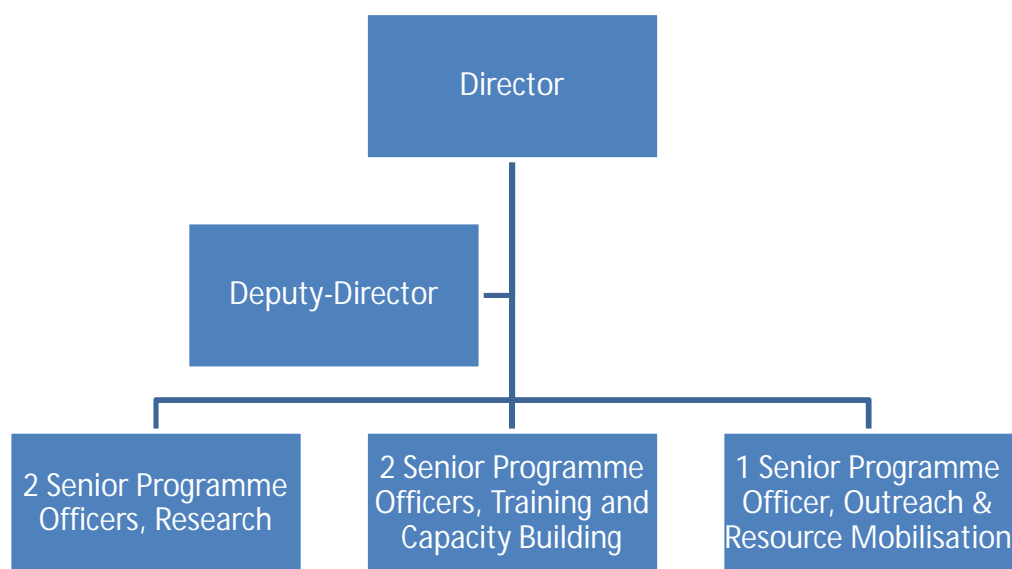 Director
Deputy-Director
2 Senior Programme
Officers, Research
2 Senior Programme
Officers, Training and
Capacity Building
1 Senior Programme
Officer, Outreach &
Resource Mobilisation